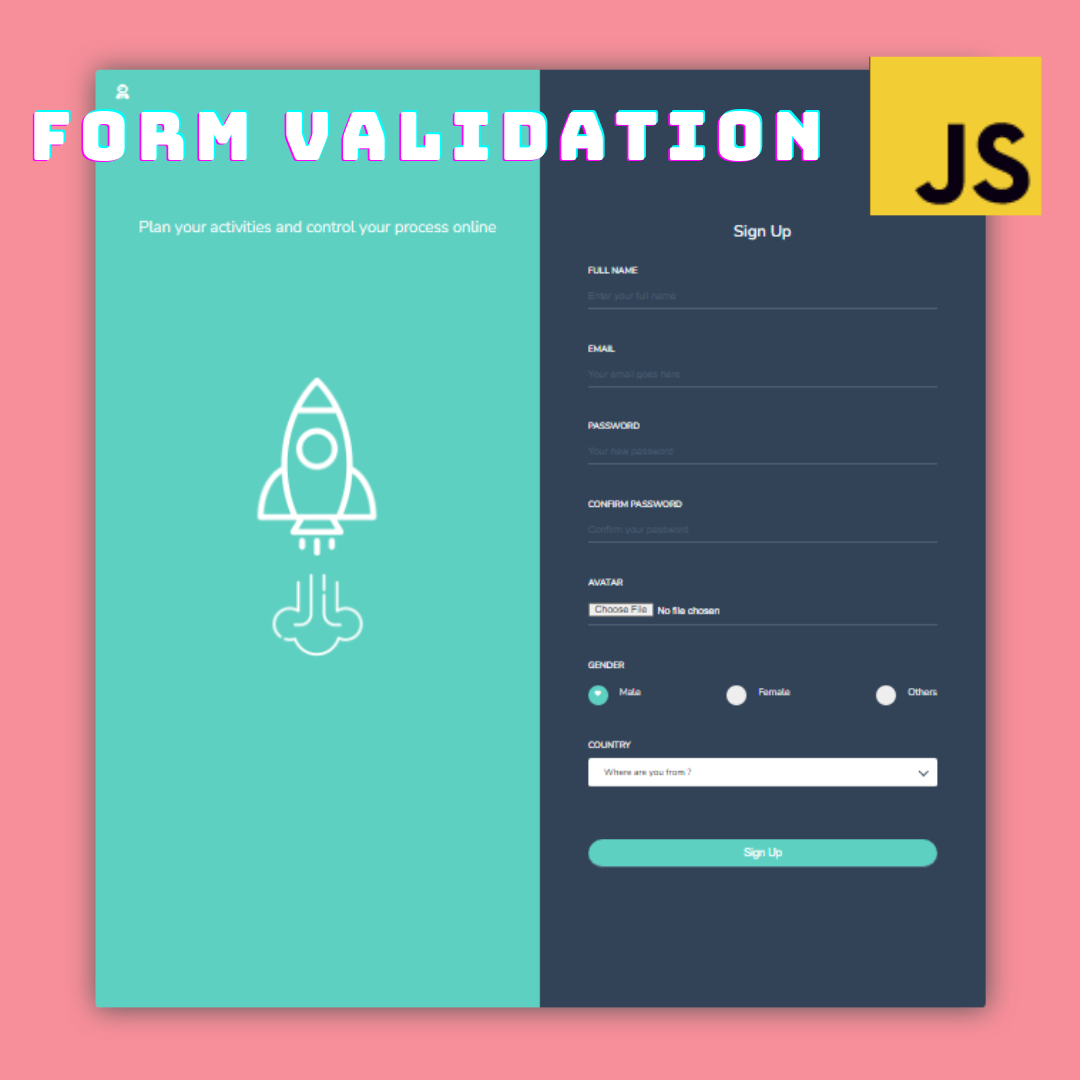 FORM VALIDATION
JS
Plan your activities and control your process online
Sign Up
FULL NAME
Enter your full name
EMAIL
Your email goes here
PASSWORD
Your new password
CONFIRM PASSWORD
Confirm your password
AVATAR
Choose File No file chosen
GENDER
Male Female Others
COUNTRY
Where are you from ?
Sign Up